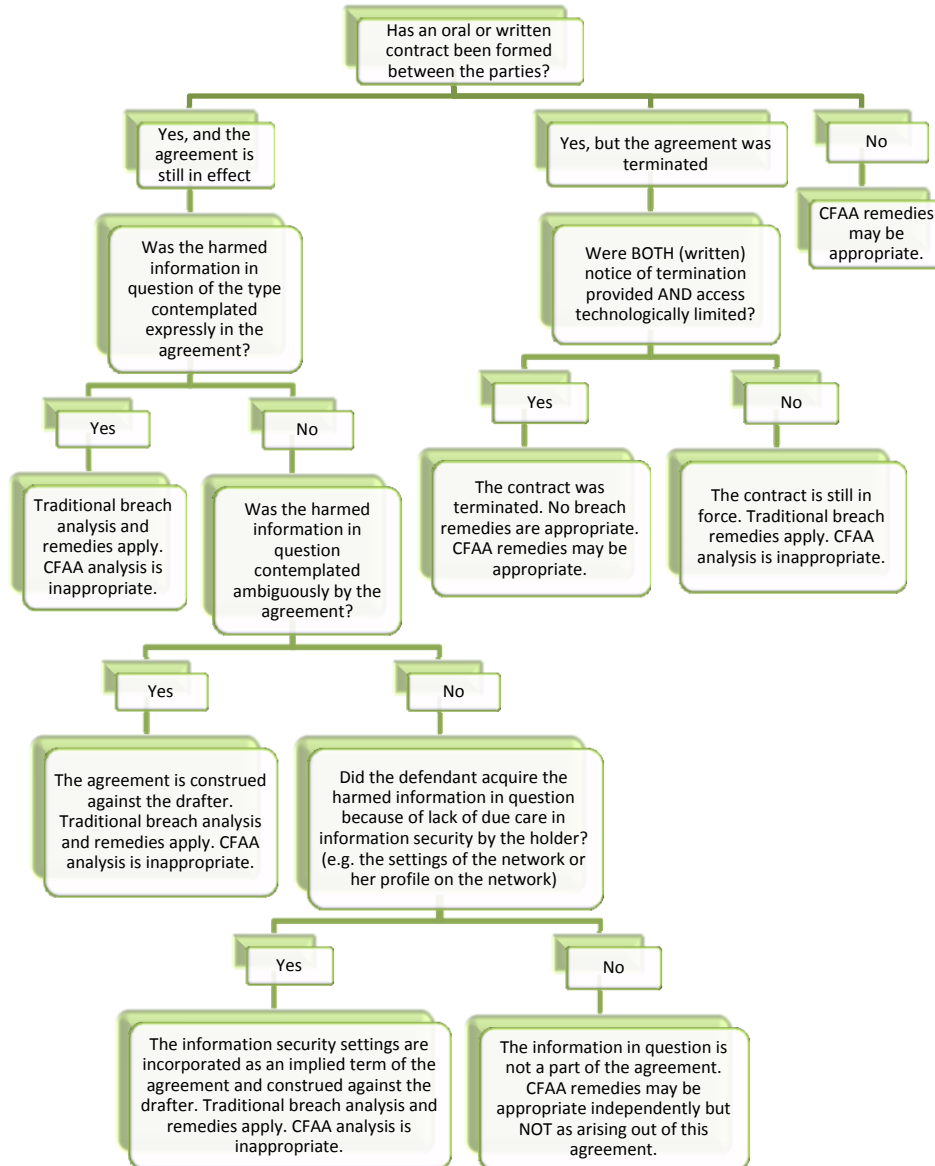 Has an oral or written
contract been formed
between the parties?
Yes, and the
agreement is
still in effect
Yes, but the agreement was
terminated
No
CFAA remedies
may be
appropriate.
Was the harmed
information in
question of the type
contemplated
expressly in the
agreement?
Were BOTH (written)
notice of termination
provided AND access
technologically limited?
Yes
No
Yes
No
Traditional breach
analysis and
remedies apply.
CFAA analysis is
inappropriate.
Was the harmed
information in
question
contemplated
ambiguously by the
agreement?
The contract was
terminated. No breach
remedies are appropriate.
CFAA remedies may be
appropriate.
The contract is still in
force. Traditional breach
remedies apply. CFAA
analysis is inappropriate.
Yes
No
The agreement is construed
against the drafter.
Traditional breach analysis
and remedies apply. CFAA
analysis is inappropriate.
Did the defendant acquire the
harmed information in question
because of lack of due care in
information security by the holder?
(e.g. the settings of the network or
her profile on the network)
Yes
No
The information security settings are
incorporated as an implied term of the
agreement and construed against the
drafter. Traditional breach analysis and
remedies apply. CFAA analysis is
inappropriate.
The information in question is
not a part of the agreement.
CFAA remedies may be
appropriate independently but
NOT as arising out of this
agreement.